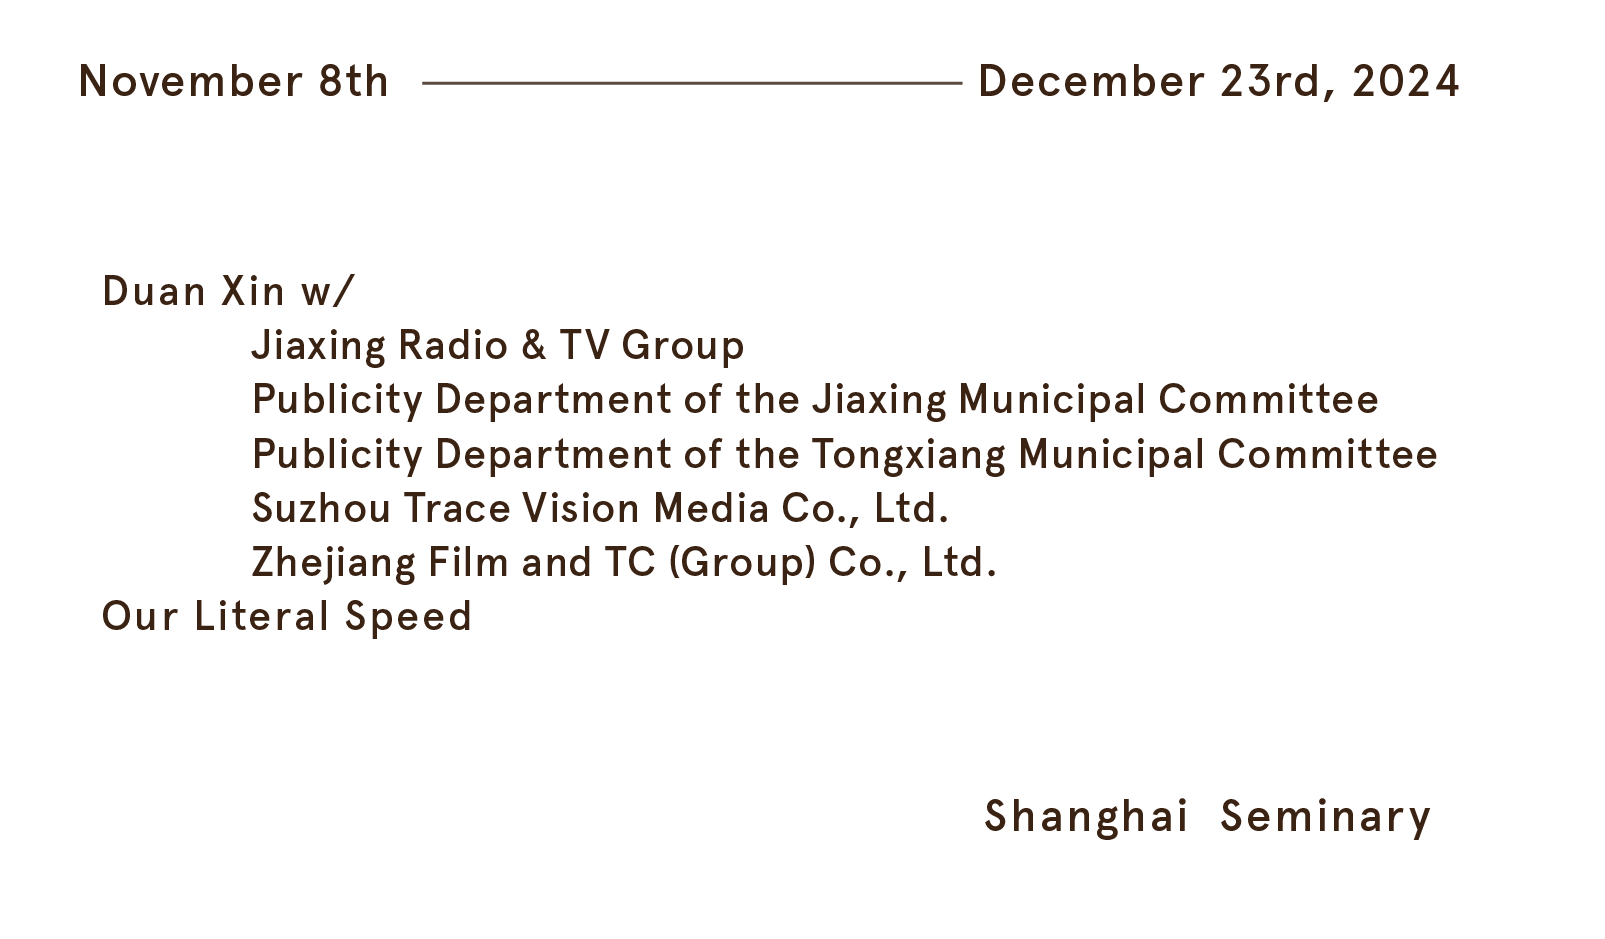 November 8th — December 23rd, 2024
Duan Xin w/
Jiaxing Radio & TV Group
Publicity Department of the Jiaxing Municipal Committee
Publicity Department of the Tongxiang Municipal Committee
Suzhou Trace Vision Media Co., Ltd.
Zhejiang Film and TC (Group) Co., Ltd.
Our Literal Speed
Shanghai Seminary